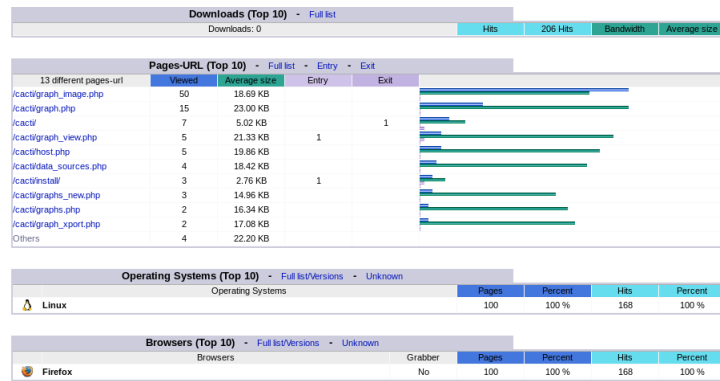 Downloads (Top 10) - Full list
Downloads: 0 Hits 206 Hits Bandwidth Average size
Pages-URL (Top 10) - Full list - Entry - Exit
13 different pages-url Viewed Average size Entry Exit
/cacti/graph_image.php 50 18.69 KB
/cacti/graph.php 15 23.00 KB
/cacti/ 7 5.02 KB 1
/cacti/graph_view.php 5 21.33 KB 1
/cacti/host.php 5 19.86 KB
/cacti/data_sources.php 4 18.42 KB
/cacti/install/ 3 2.76 KB 1
/cacti/graphs_new.php 3 14.96 KB
/cacti/graphs.php 2 16.34 KB
/cacti/graph_xport.php 2 17.08 KB
Others 4 22.20 KB
Operating Systems (Top 10) - Full list/Versions - Unknown
Operating Systems Pages Percent Hits Percent
Linux 100 100 % 168 100 %
Browsers (Top 10) - Full list/Versions - Unknown
Browsers Grabber Pages Percent Hits Percent
Firefox No 100 100 % 168 100 %